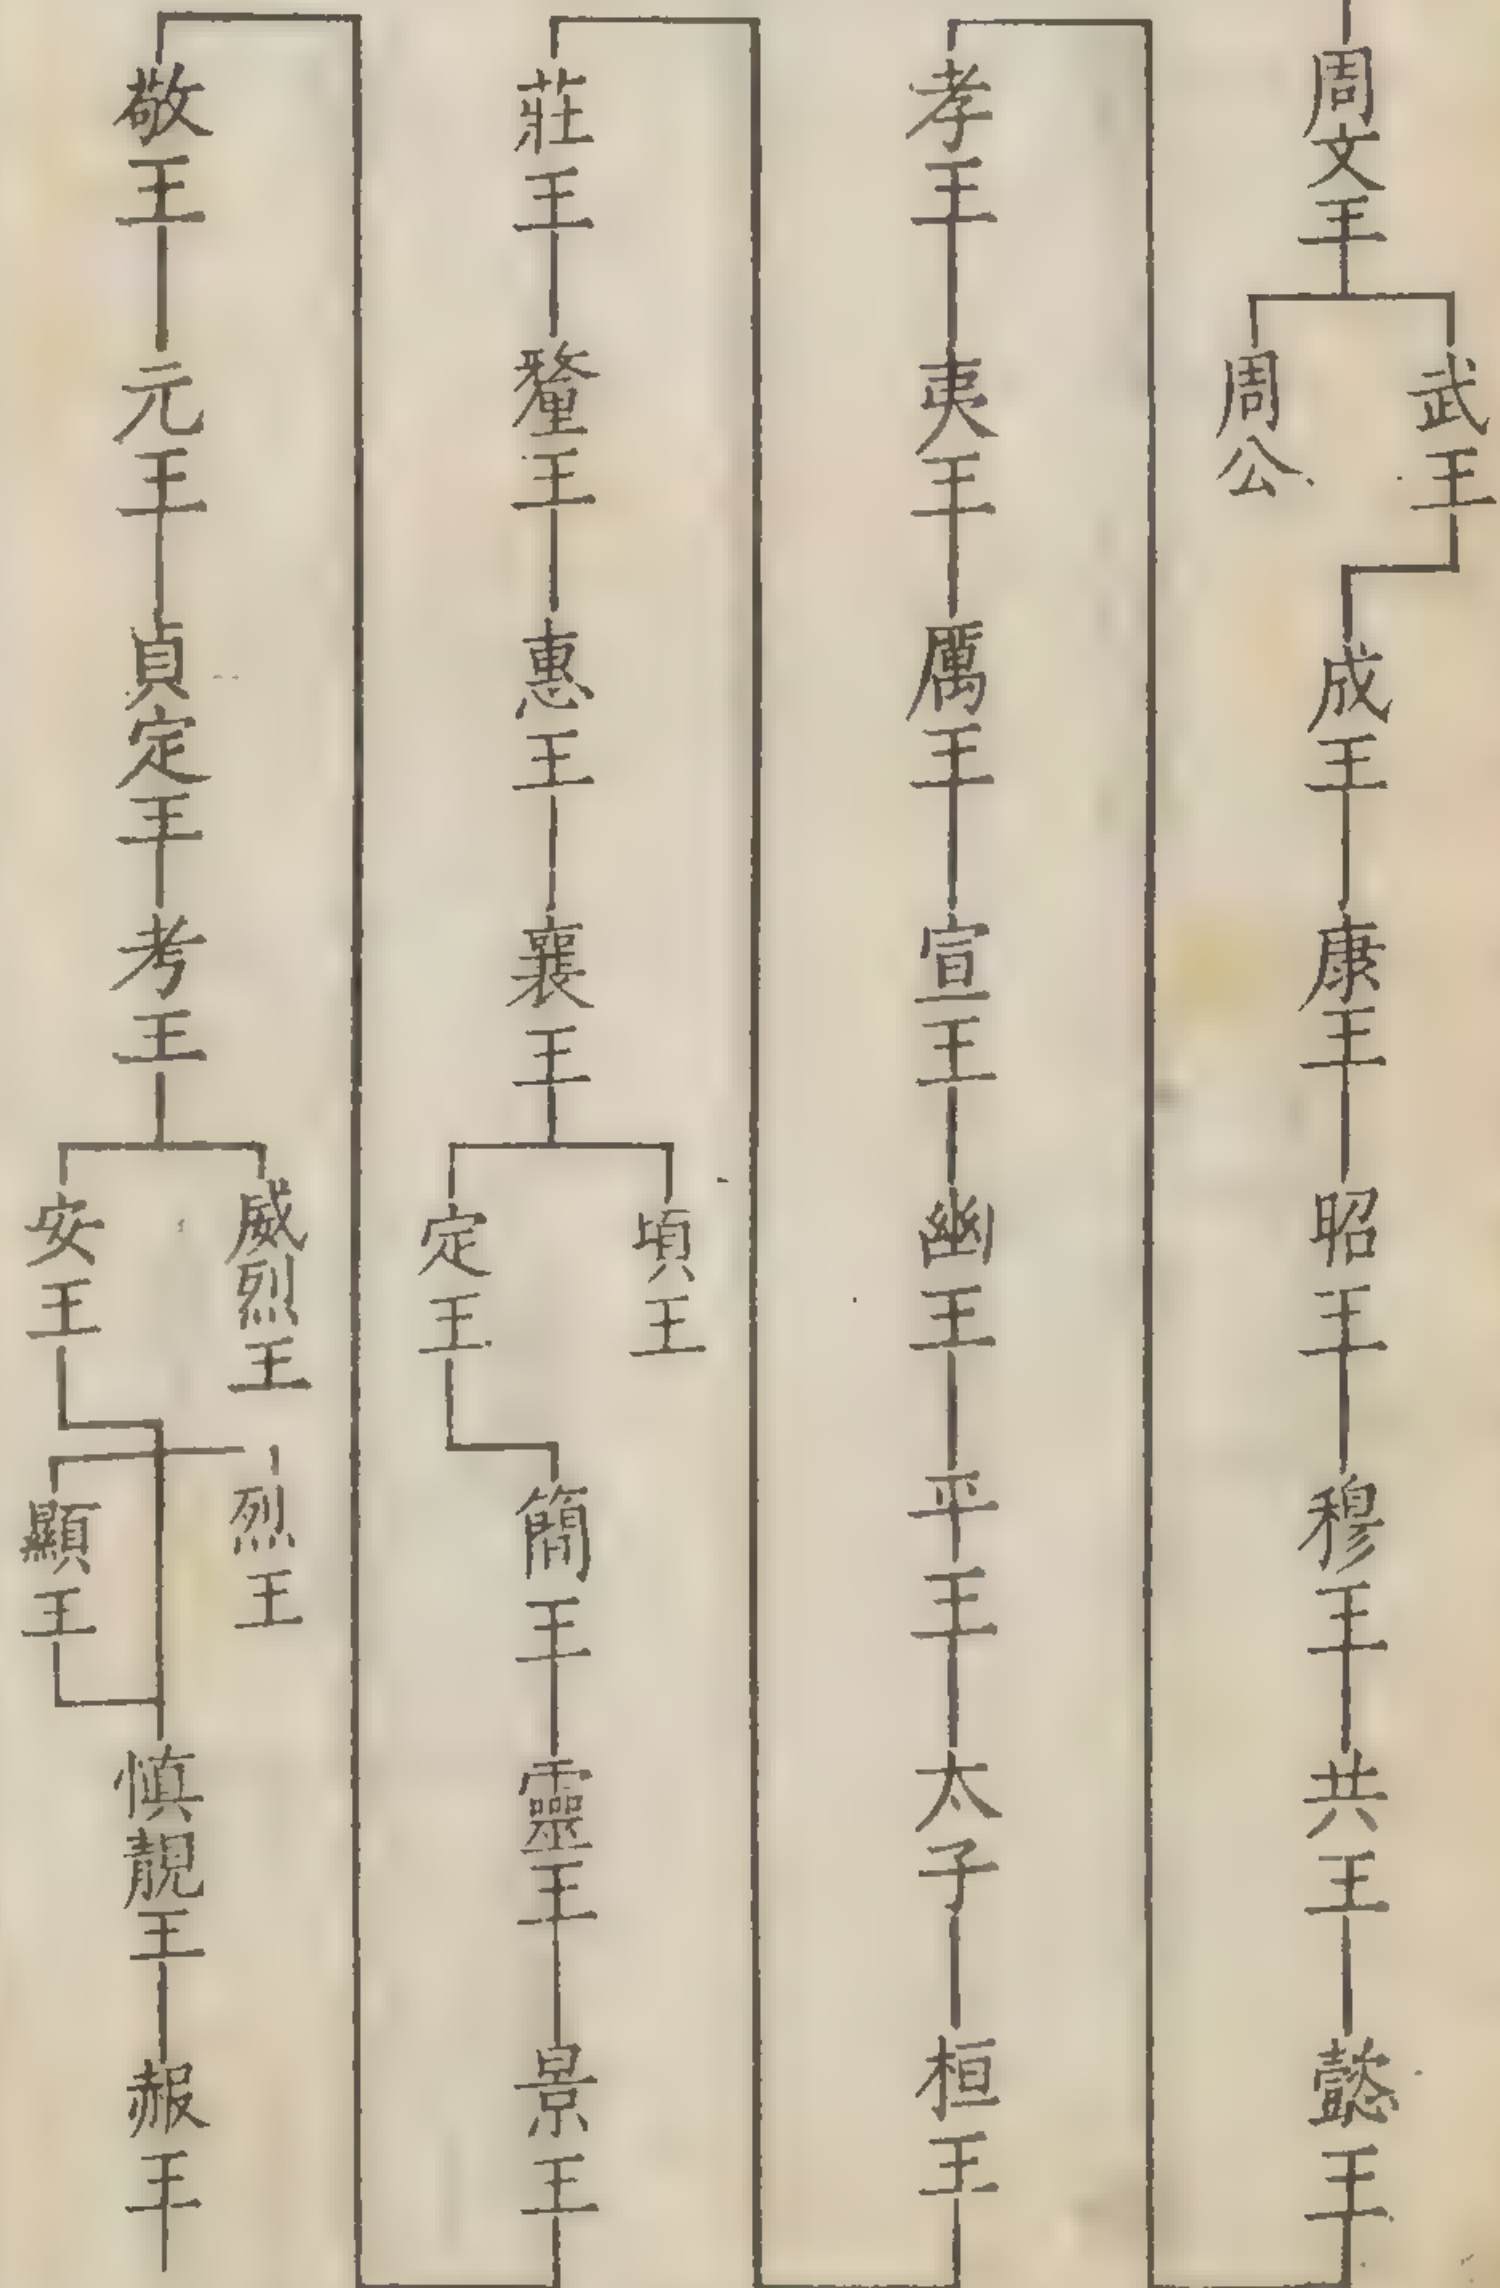 周文王
武王
周公
成王
康王
昭王
穆王
共王
懿王
孝王
夷王
厲王
宣王
幽王
平王
太子
桓王
莊王
釐王
惠王
襄王
頃王
定王
簡王
靈王
景王
敬王
元王
貞定王
考王
威烈王
安王
烈王
顯王
慎靚王
赧王